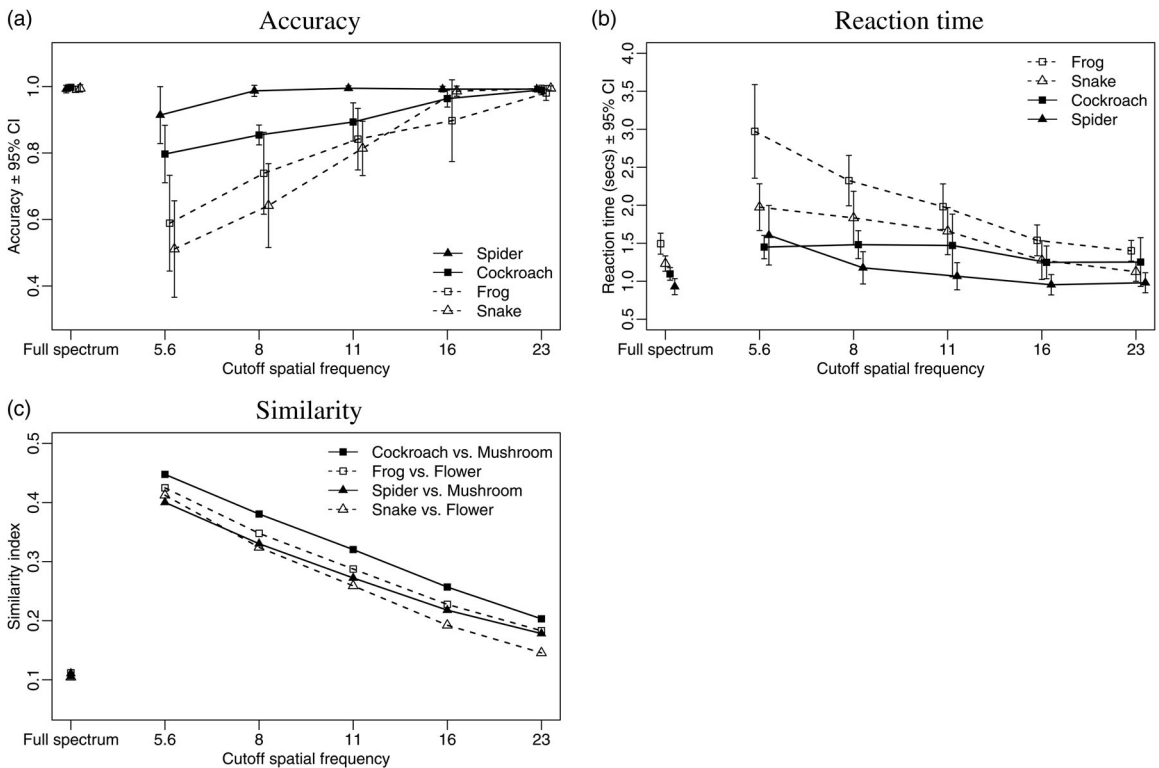 (a)
Accuracy
Accuracy ± 95% CI
1.0
0.8
0.6
0.4
Spider
Cockroach
Frog
Snake
Full spectrum 5.6 8 11 16 23
Cutoff spatial frequency
(b)
Reaction time
Reaction time (secs) ± 95% CI
4.0
3.5
3.0
2.5
2.0
1.5
1.0
0.5
Frog
Snake
Cockroach
Spider
Full spectrum 5.6 8 11 16 23
Cutoff spatial frequency
(c)
Similarity
Similarity index
0.5
0.4
0.3
0.2
0.1
Cockroach vs. Mushroom
Frog vs. Flower
Spider vs. Mushroom
Snake vs. Flower
Full spectrum 5.6 8 11 16 23
Cutoff spatial frequency